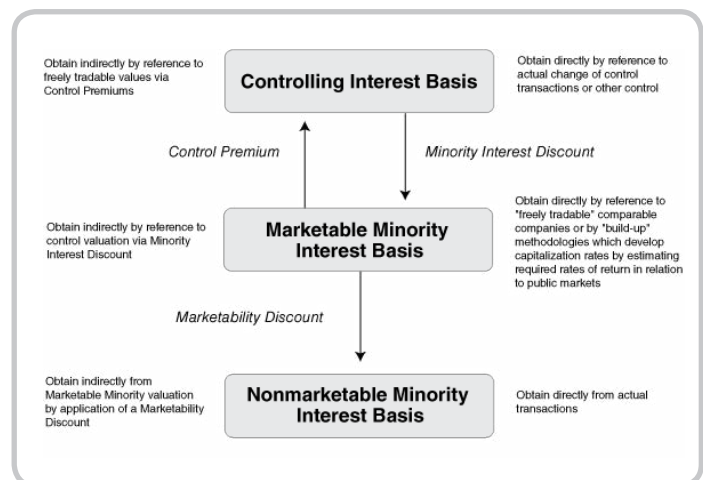 Obtain indirectly by reference to
freely tradable values via
Control Premiums
Controlling Interest Basis
Obtain directly by reference to
actual change of control
transactions or other control
Control Premium
Minority Interest Discount
Obtain indirectly by reference to
control valuation via Minority
Interest Discount
Marketable Minority
Interest Basis
Obtain directly by reference to
"freely tradable" comparable
companies or by "build-up"
methodologies which develop
capitalization rates by estimating
required rates of return in relation
to public markets
Marketability Discount
Obtain indirectly from
Marketable Minority valuation
by application of a Marketability
Discount
Nonmarketable Minority
Interest Basis
Obtain directly from actual
transactions